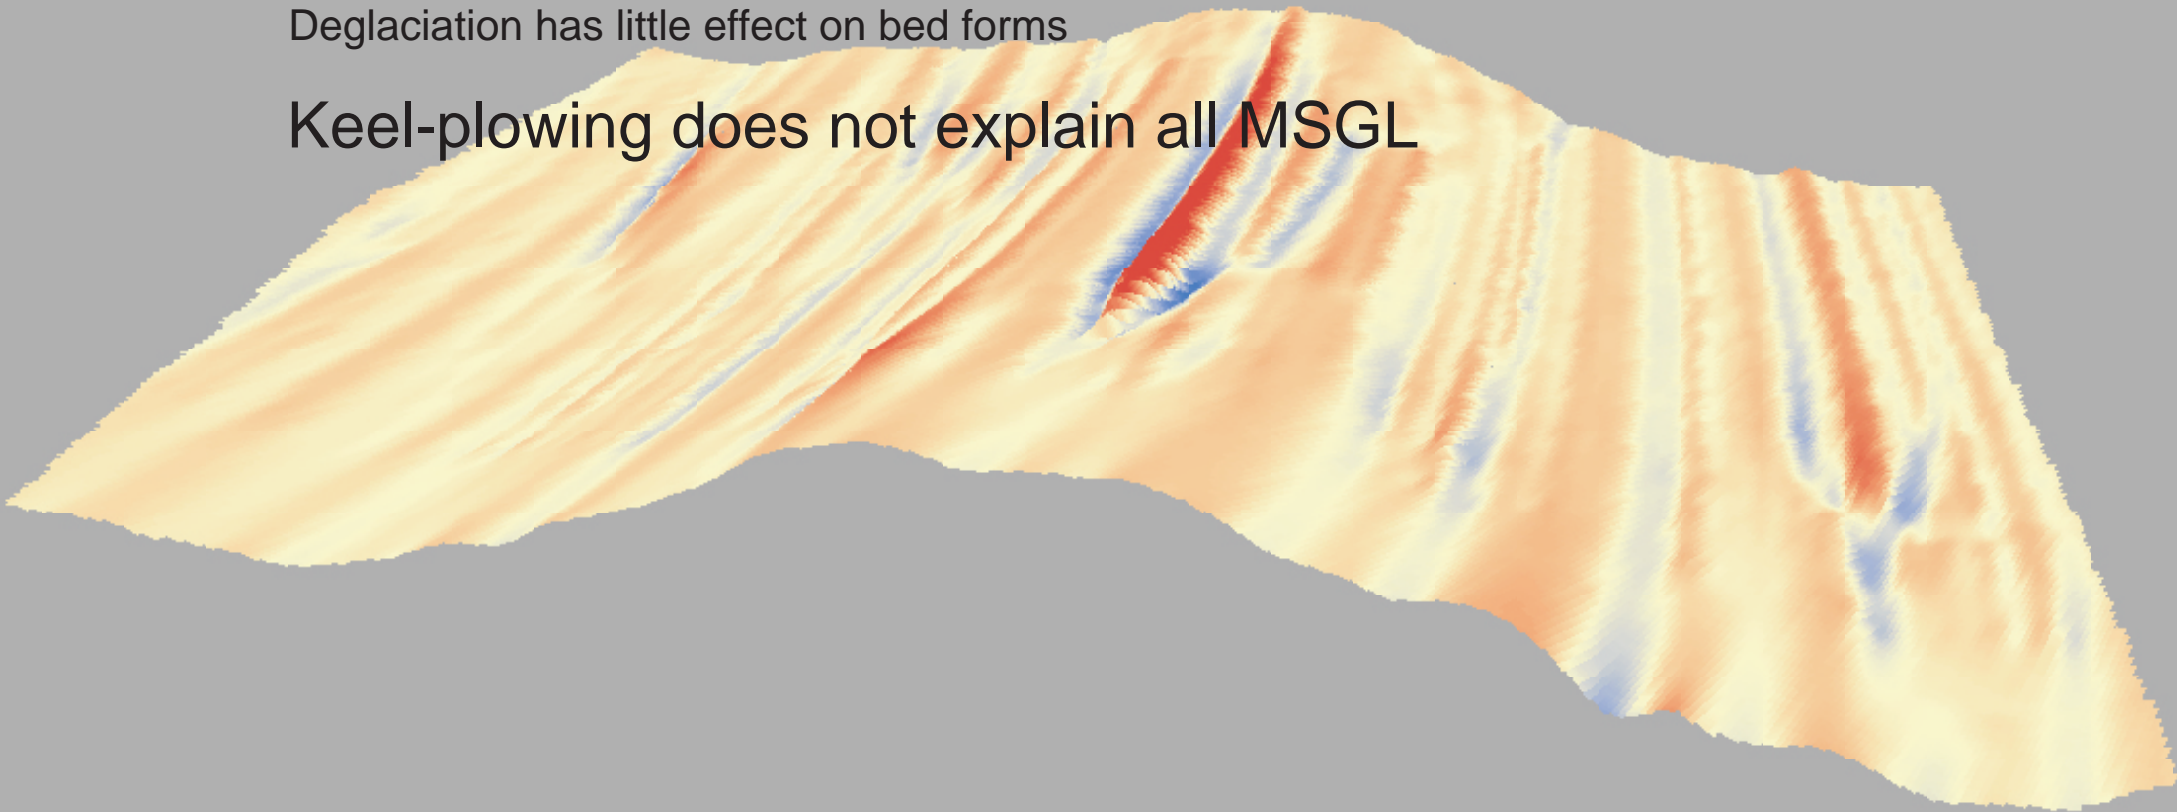 Deglaciation has little effect on bed forms
Keel-plowing does not explain all MSGL